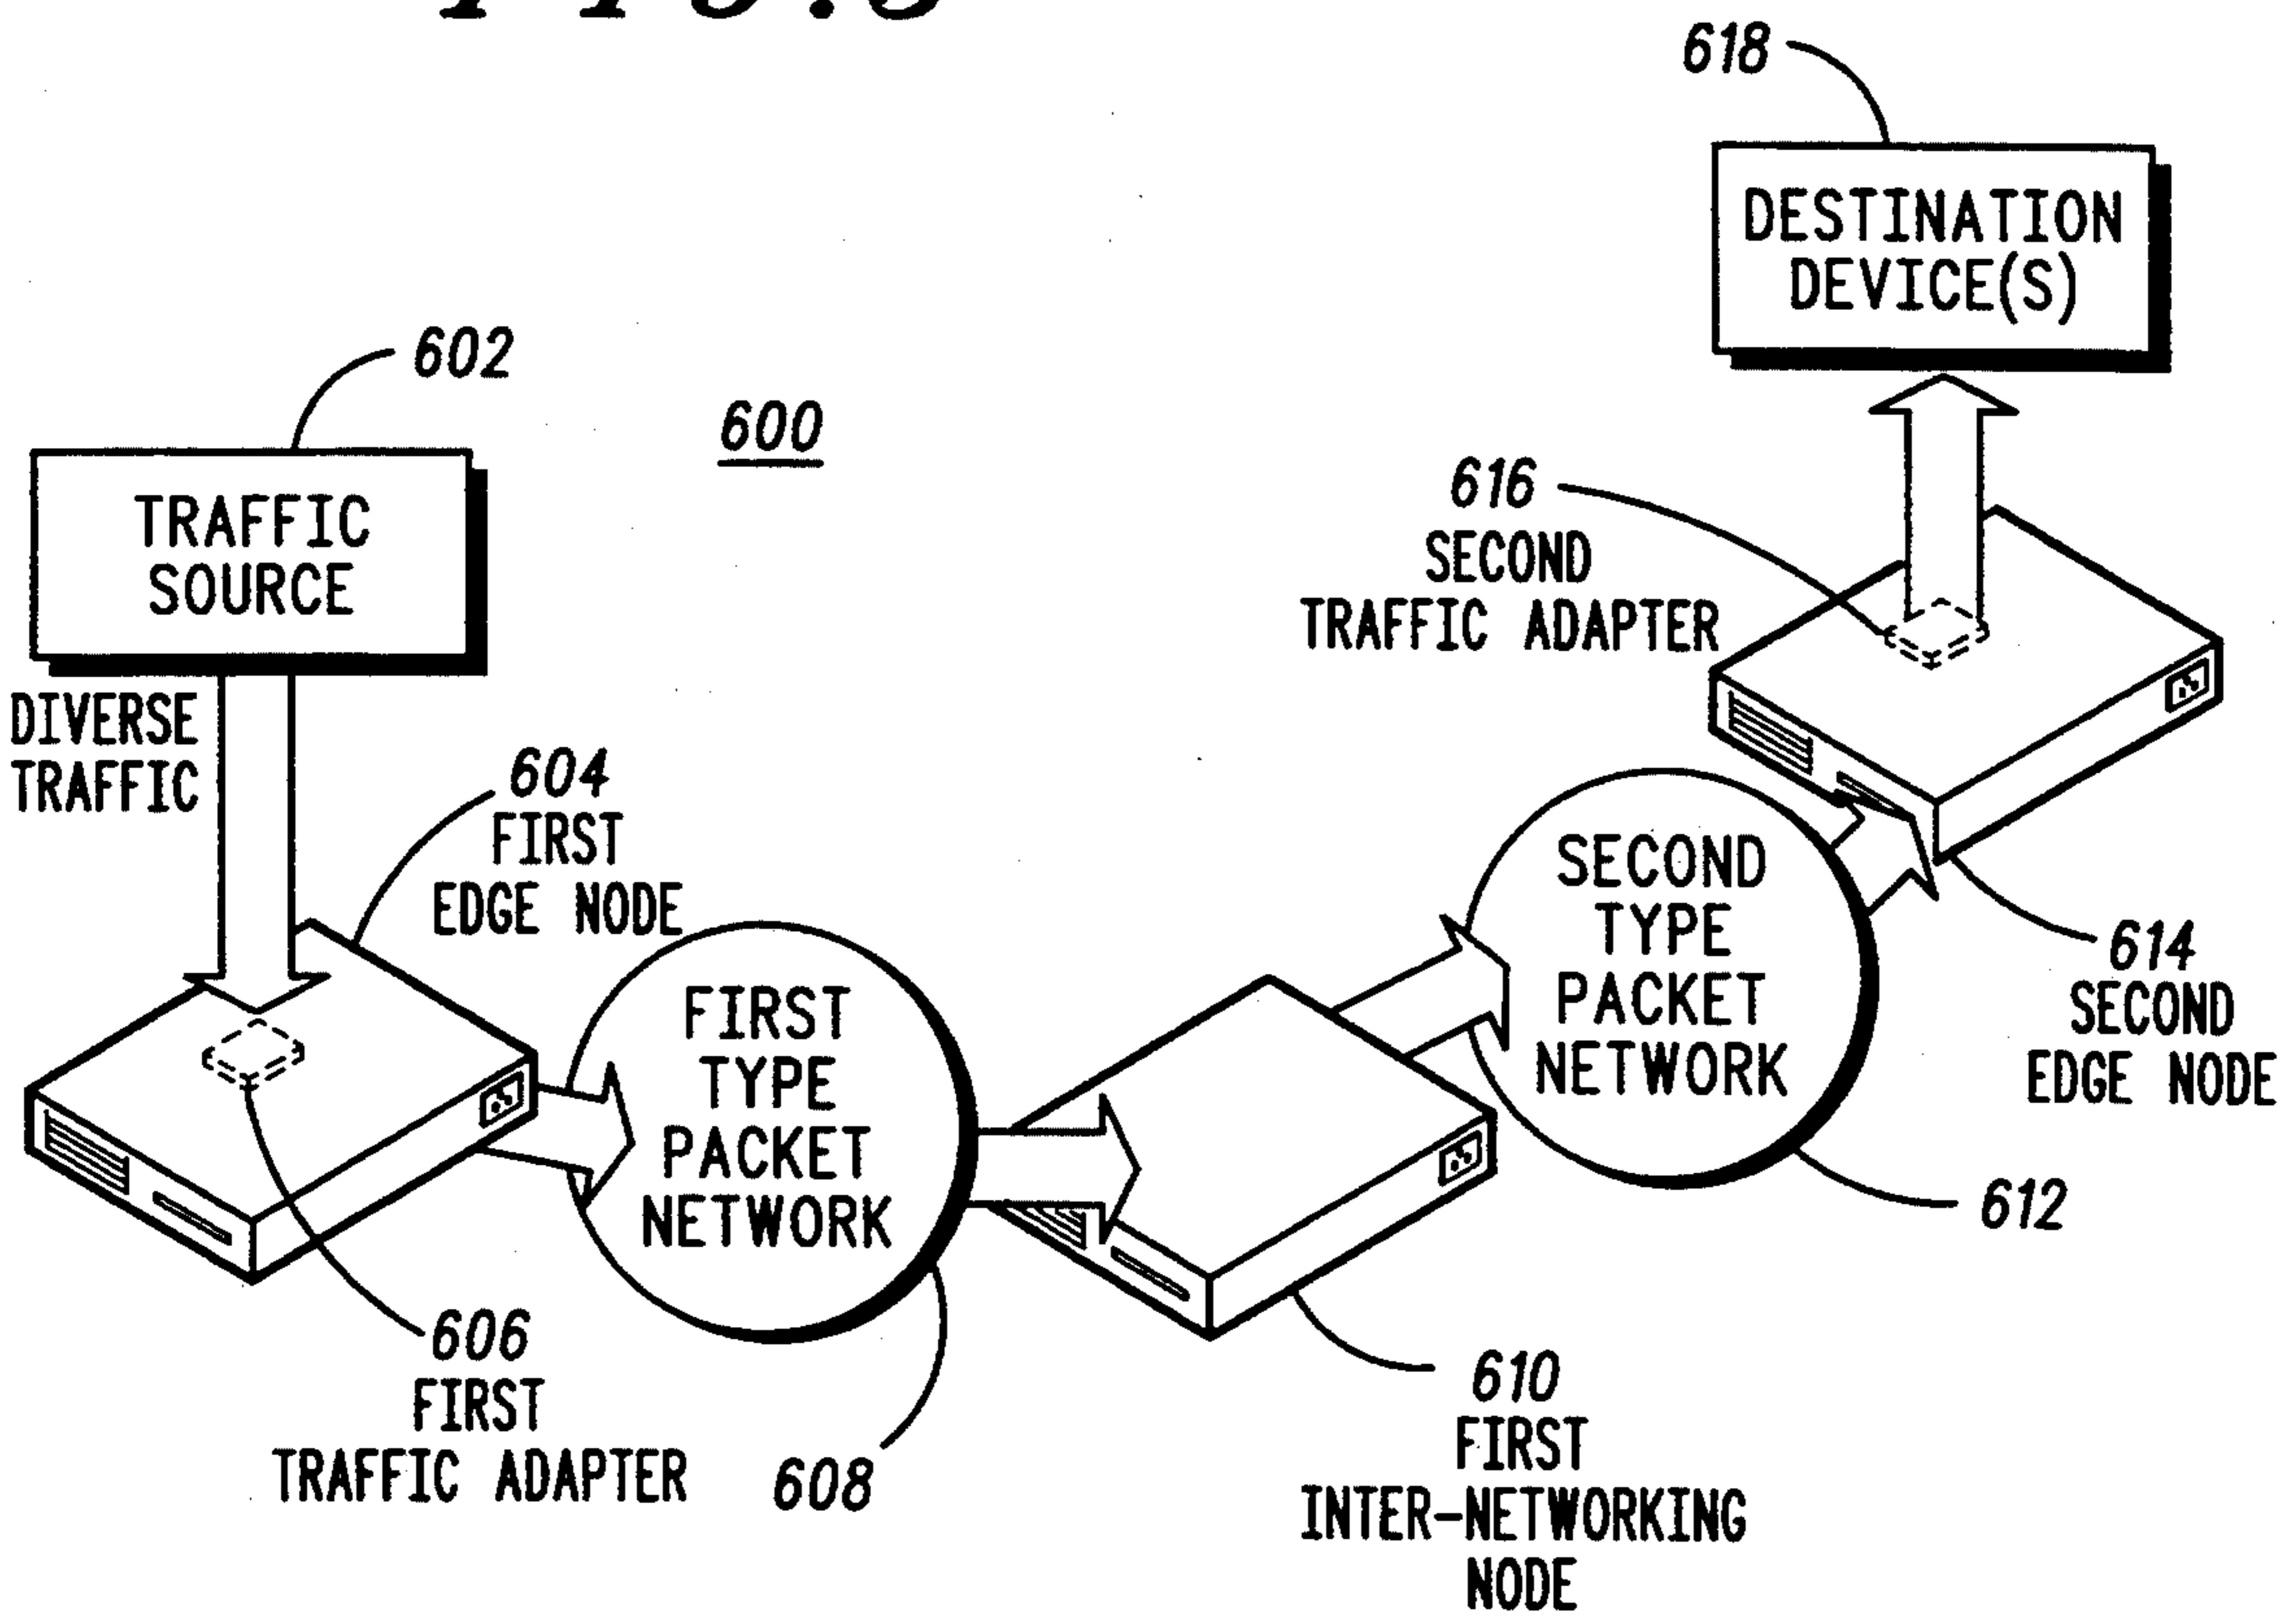 618
DESTINATION
DEVICE(S)
602
600
TRAFFIC
SOURCE
616
SECOND
TRAFFIC ADAPTER
DIVERSE
TRAFFIC
604
FIRST
EDGE NODE
SECOND
TYPE
PACKET
NETWORK
614
SECOND
EDGE NODE
FIRST
TYPE
PACKET
NETWORK
612
606
FIRST
TRAFFIC ADAPTER
608
610
FIRST
INTER-NETWORKING
NODE